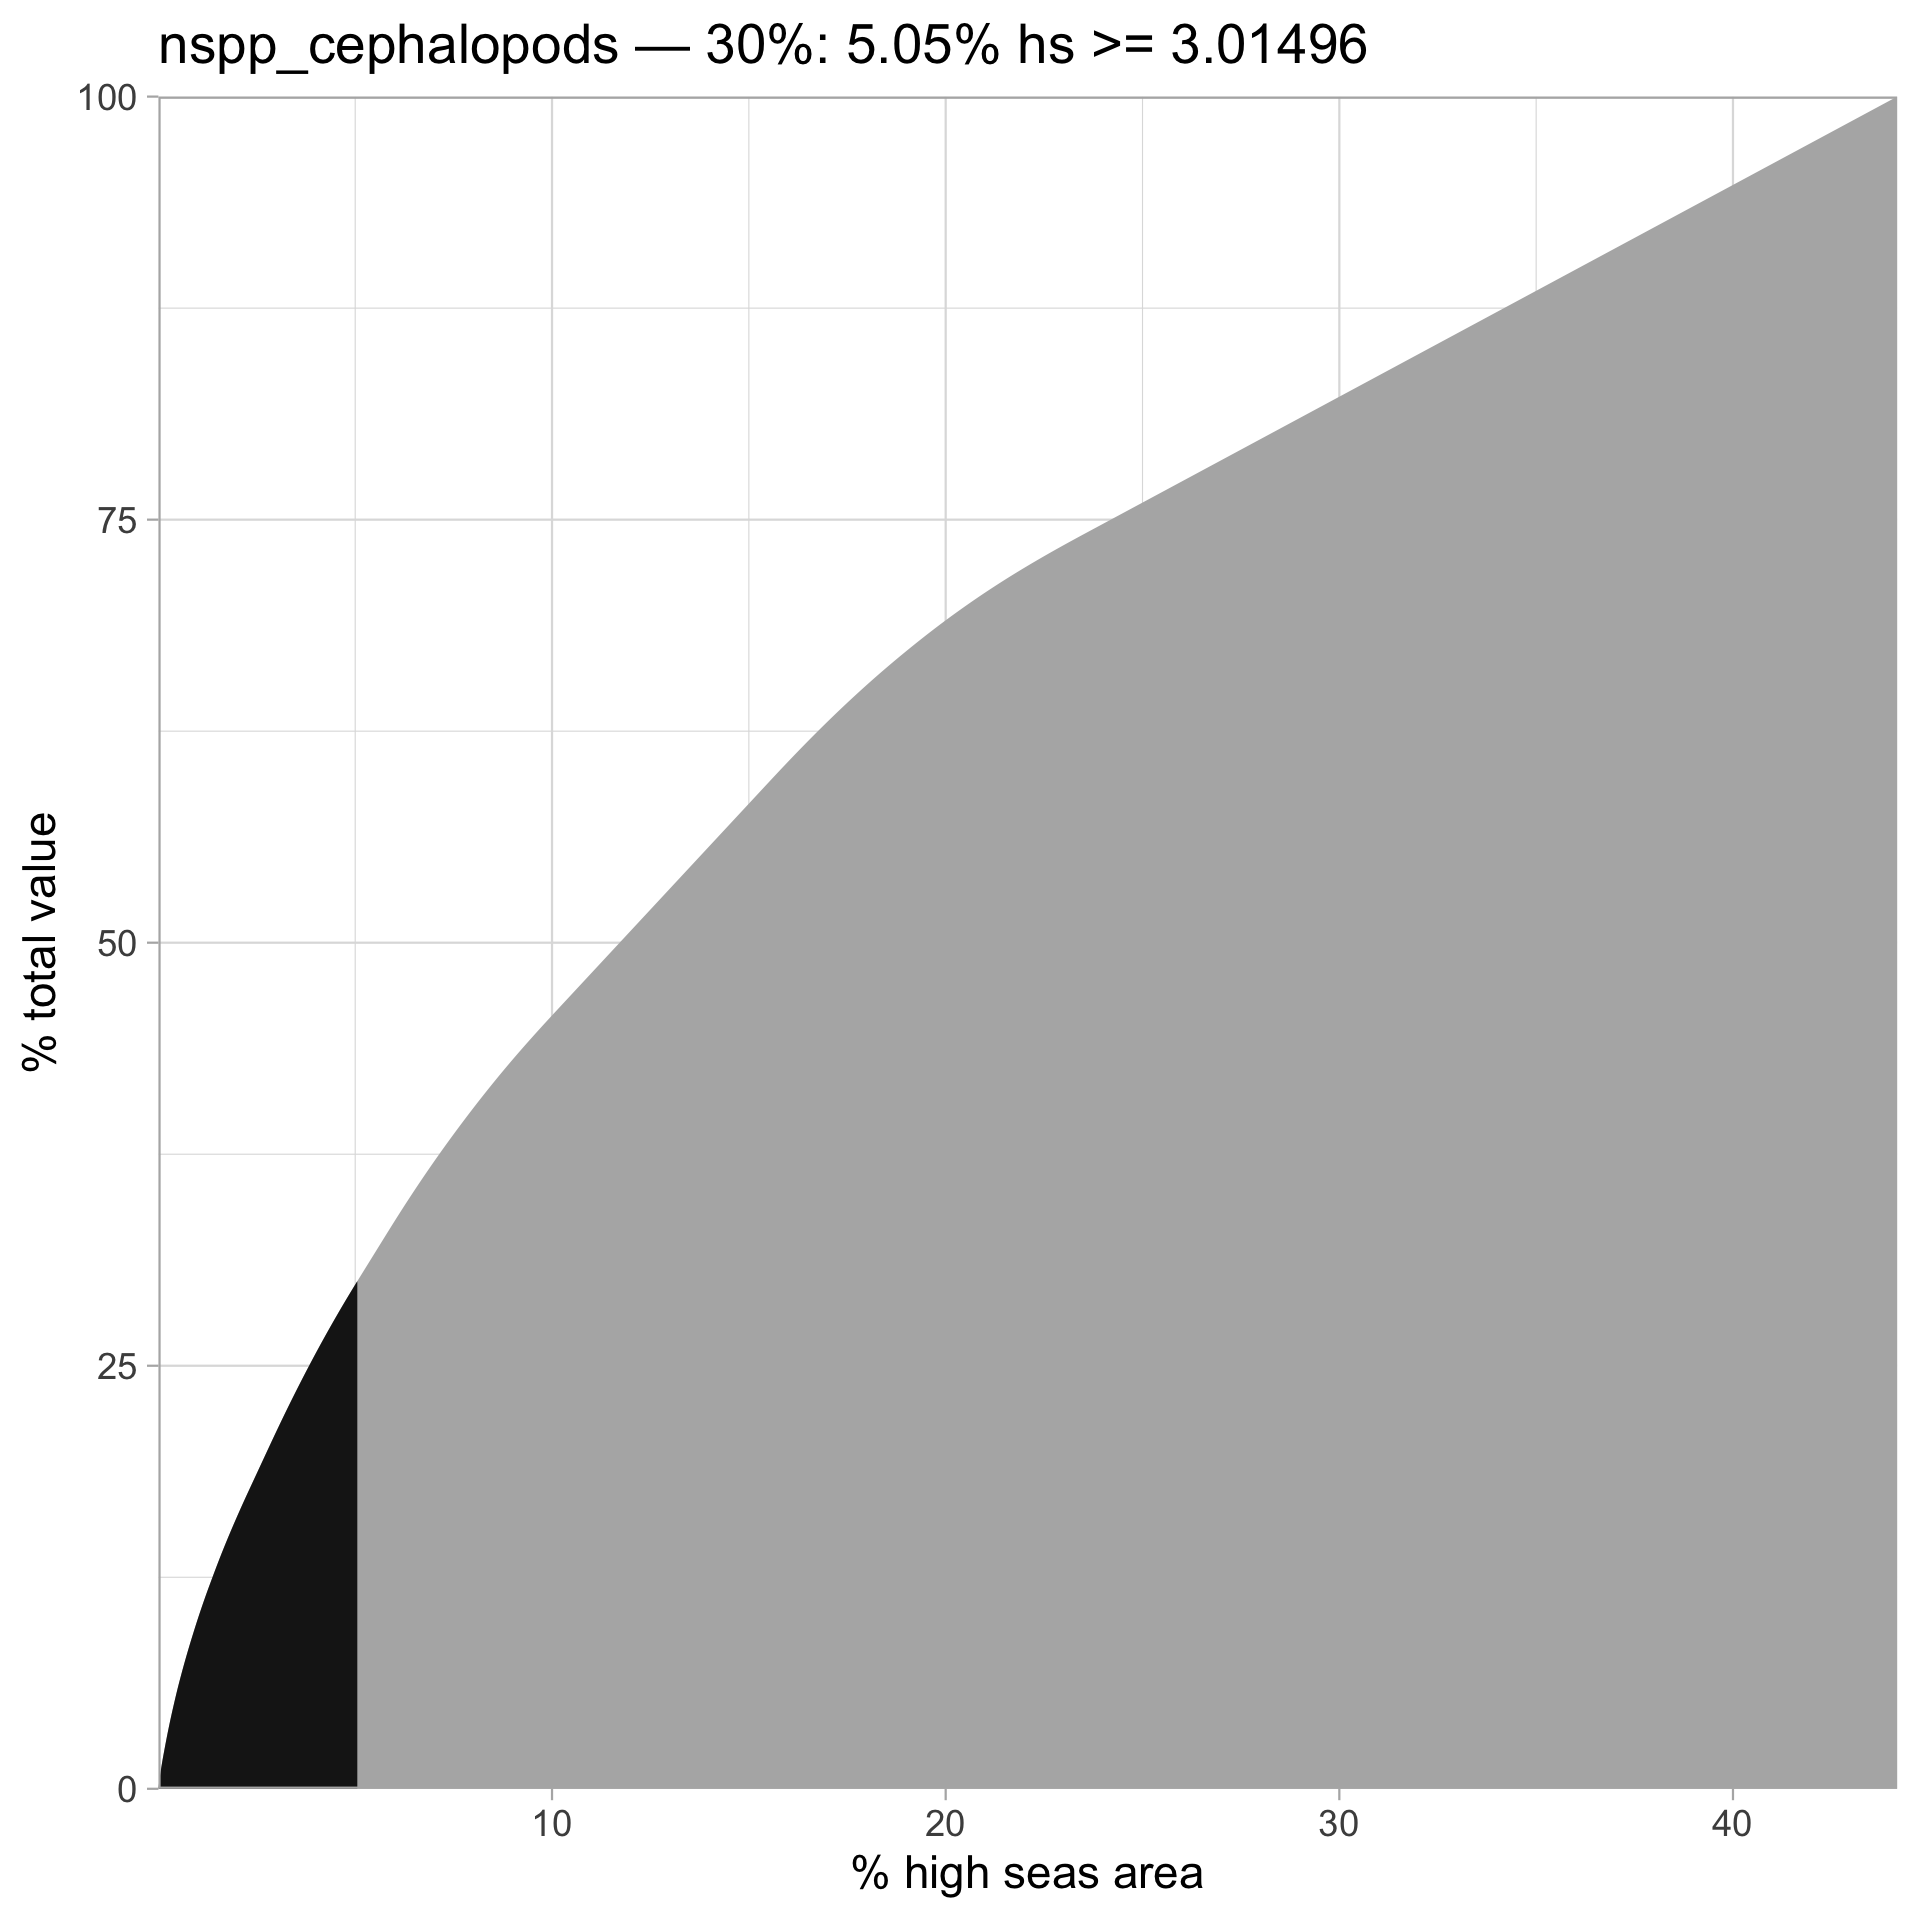 nspp_cephalopods — 30%: 5.05% hs >= 3.01496
100
75
50
25
0
% total value
10 20 30 40
% high seas area